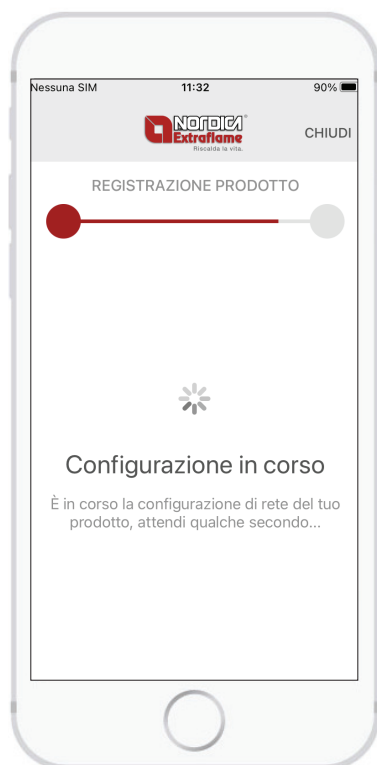 Nessuna SIM 11:32 90%
NORDICA
Extraflame
Riscalda la vita.
CHIUDI
REGISTRAZIONE PRODOTTO
Configurazione in corso
È in corso la configurazione di rete del tuo
prodotto, attendi qualche secondo...